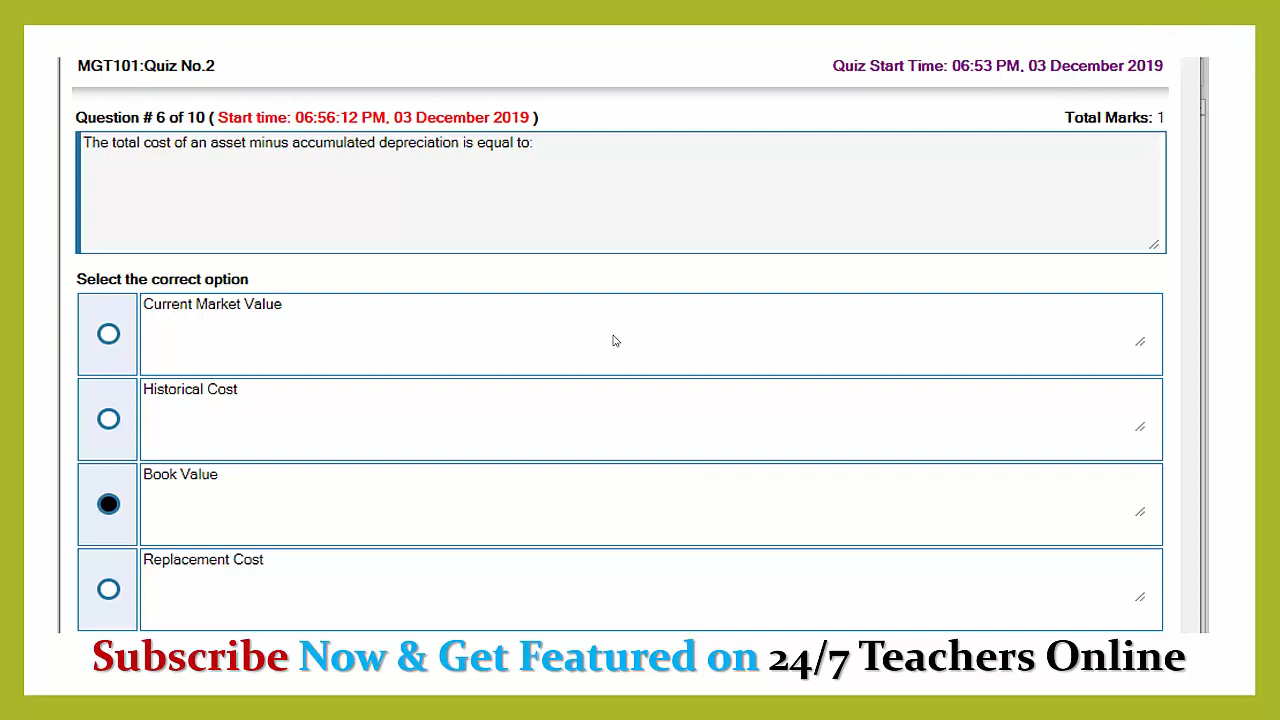 MGT101:Quiz No.2
Quiz Start Time: 06:53 PM, 03 December 2019
Question # 6 of 10 ( Start time: 06:56:12 PM, 03 December 2019 )
Total Marks: 1
The total cost of an asset minus accumulated depreciation is equal to:
Select the correct option
Current Market Value
Historical Cost
Book Value
Replacement Cost
Subscribe Now & Get Featured on 24/7 Teachers Online